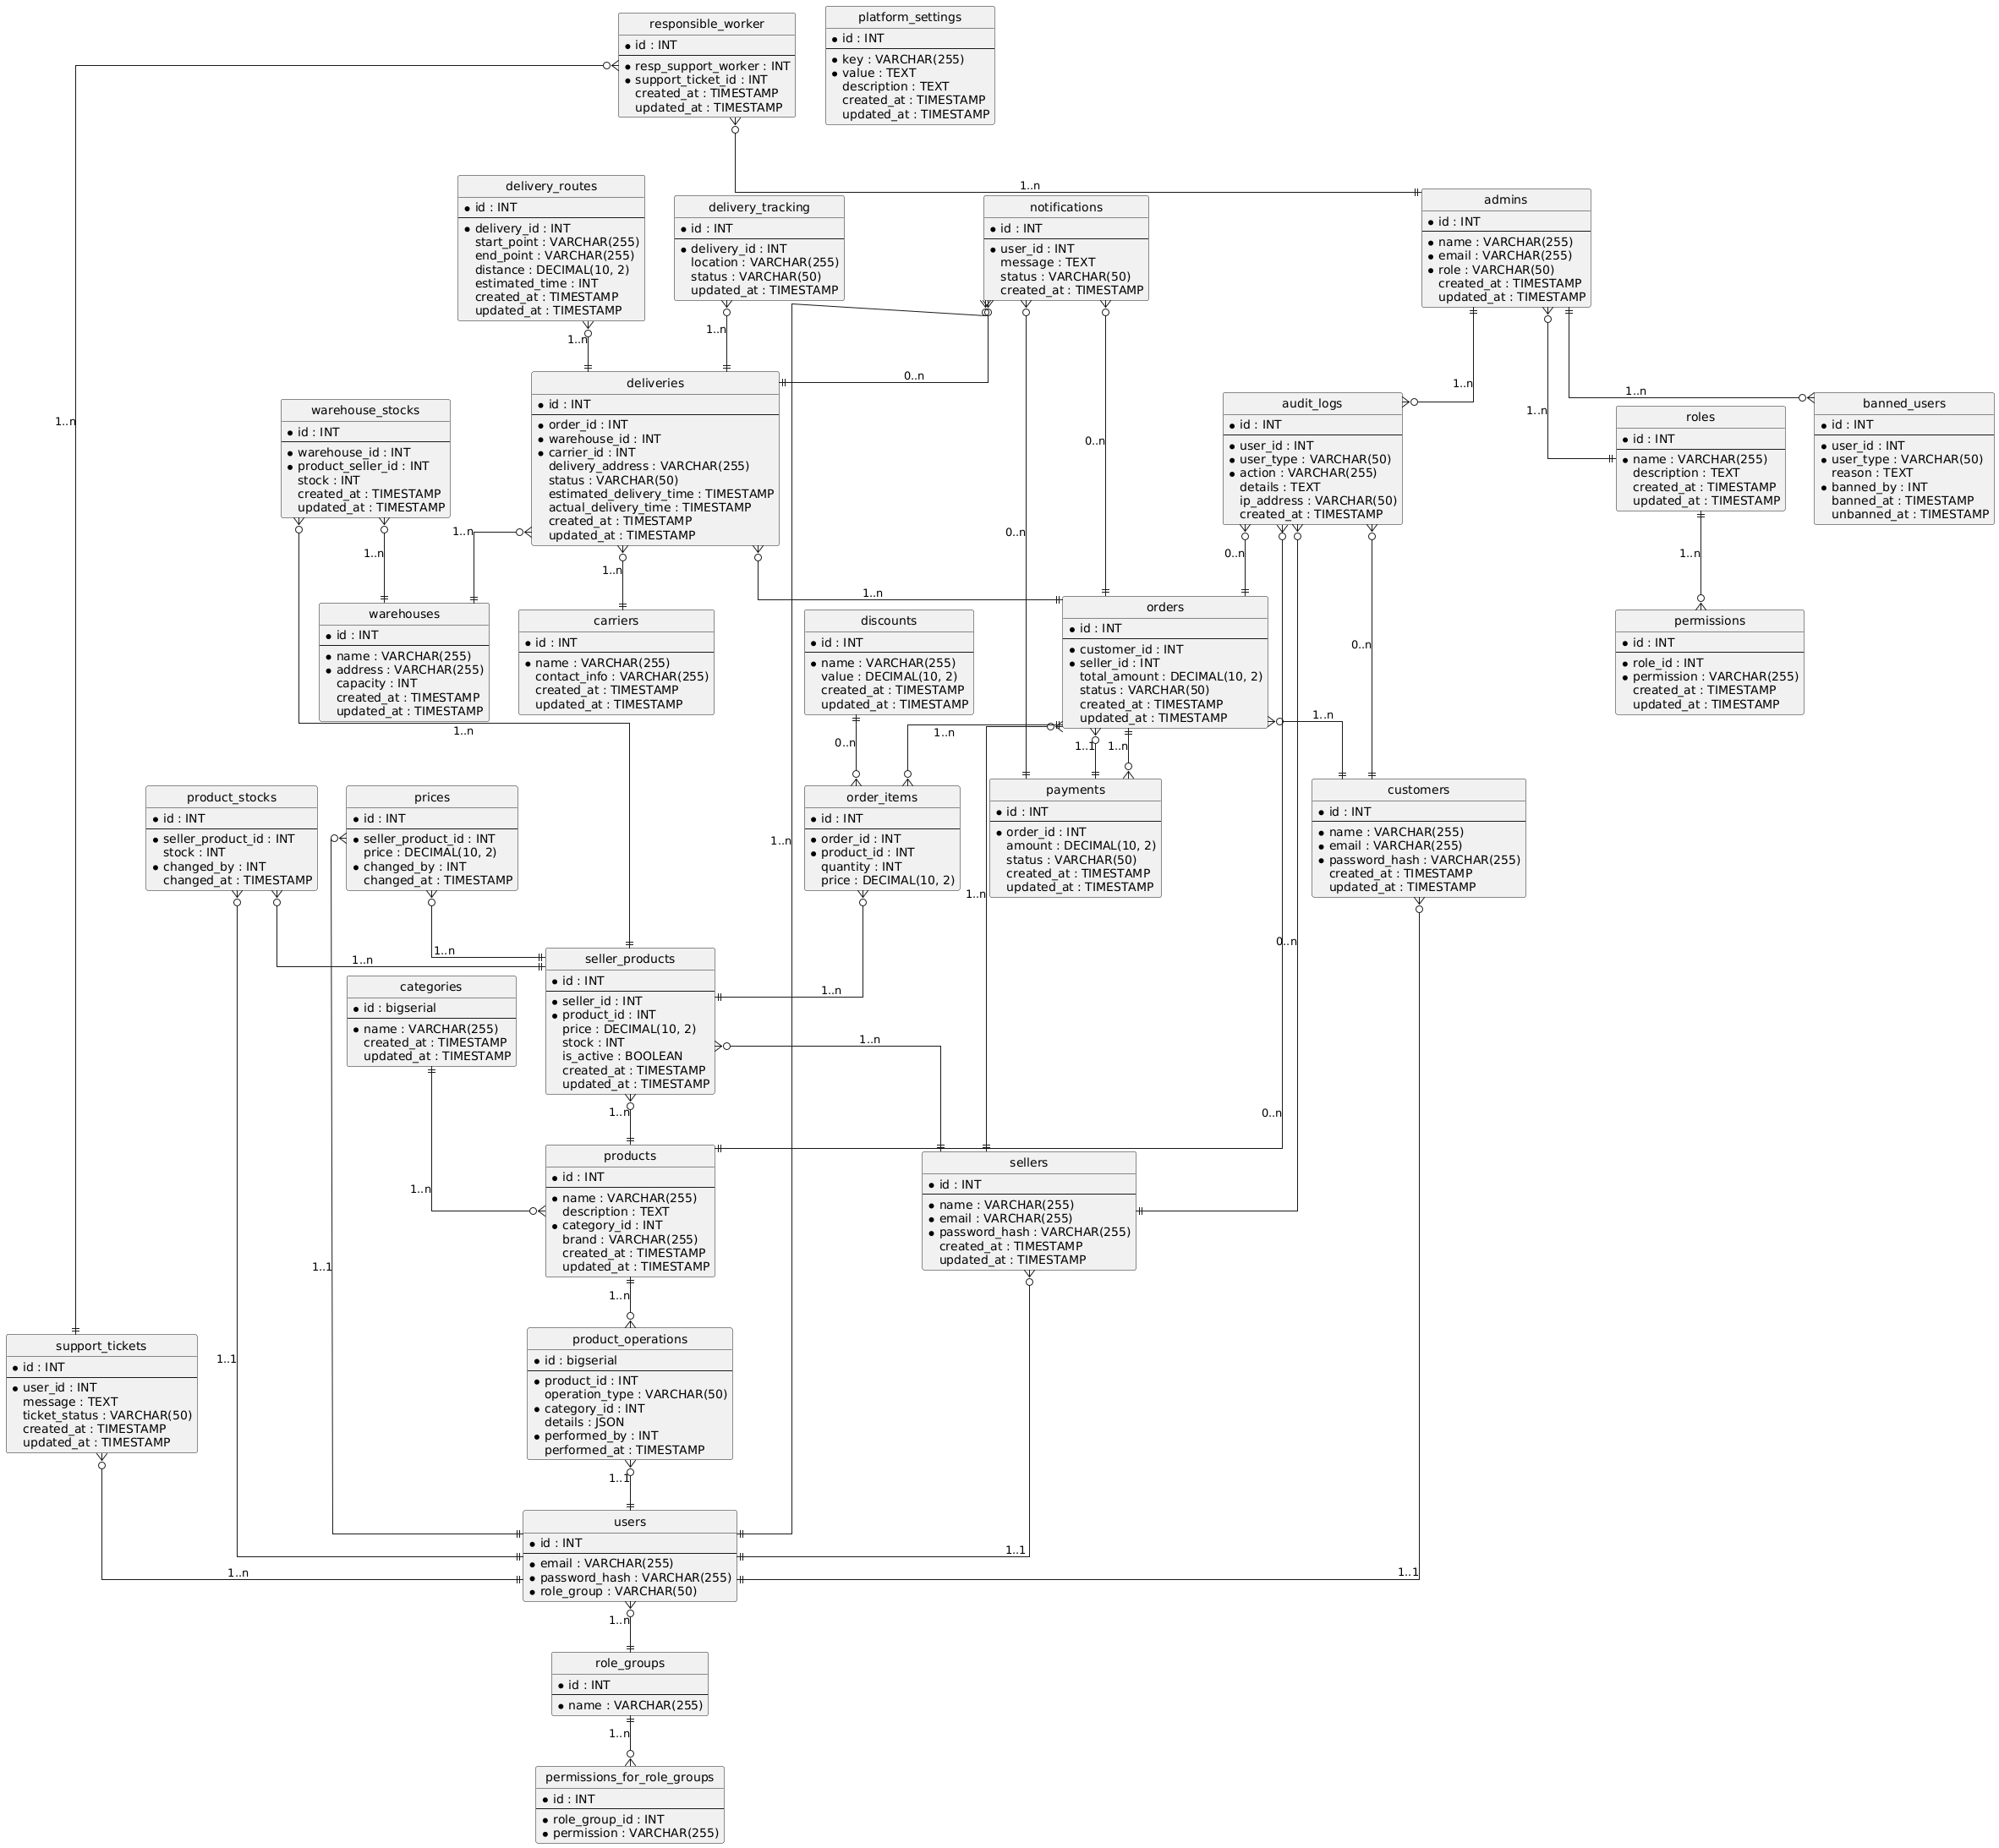 responsible_worker
id : INT
resp_support_worker : INT
support_ticket_id : INT
created_at : TIMESTAMP
updated_at : TIMESTAMP
platform_settings
id : INT
key : VARCHAR(255)
value : TEXT
description : TEXT
created_at : TIMESTAMP
updated_at : TIMESTAMP
1..n
delivery_routes
id : INT
delivery_id : INT
start_point : VARCHAR(255)
end_point : VARCHAR(255)
distance : DECIMAL(10, 2)
estimated_time : INT
created_at : TIMESTAMP
updated_at : TIMESTAMP
delivery_tracking
id : INT
delivery_id : INT
location : VARCHAR(255)
status : VARCHAR(50)
updated_at : TIMESTAMP
notifications
id : INT
user_id : INT
message : TEXT
status : VARCHAR(50)
created_at : TIMESTAMP
admins
id : INT
name : VARCHAR(255)
email : VARCHAR(255)
role : VARCHAR(50)
created_at : TIMESTAMP
updated_at : TIMESTAMP
1..n
1..n
0..n
1..n
1..n
1..n
1..n
0..n
warehouse_stocks
id : INT
warehouse_id : INT
product_seller_id : INT
stock : INT
created_at : TIMESTAMP
updated_at : TIMESTAMP
deliveries
id : INT
order_id : INT
warehouse_id : INT
carrier_id : INT
delivery_address : VARCHAR(255)
status : VARCHAR(50)
estimated_delivery_time : TIMESTAMP
actual_delivery_time : TIMESTAMP
created_at : TIMESTAMP
updated_at : TIMESTAMP
audit_logs
id : INT
user_id : INT
user_type : VARCHAR(50)
action : VARCHAR(255)
details : TEXT
ip_address : VARCHAR(50)
created_at : TIMESTAMP
roles
id : INT
name : VARCHAR(255)
description : TEXT
created_at : TIMESTAMP
updated_at : TIMESTAMP
banned_users
id : INT
user_id : INT
user_type : VARCHAR(50)
reason : TEXT
banned_by : INT
banned_at : TIMESTAMP
unbanned_at : TIMESTAMP
1..n
1..n
1..n
0..n
0..n
1..n
1..n
0..n
warehouses
id : INT
name : VARCHAR(255)
address : VARCHAR(255)
capacity : INT
created_at : TIMESTAMP
updated_at : TIMESTAMP
carriers
id : INT
name : VARCHAR(255)
contact_info : VARCHAR(255)
created_at : TIMESTAMP
updated_at : TIMESTAMP
discounts
id : INT
name : VARCHAR(255)
value : DECIMAL(10, 2)
created_at : TIMESTAMP
updated_at : TIMESTAMP
orders
id : INT
customer_id : INT
seller_id : INT
total_amount : DECIMAL(10, 2)
status : VARCHAR(50)
created_at : TIMESTAMP
updated_at : TIMESTAMP
permissions
id : INT
role_id : INT
permission : VARCHAR(255)
created_at : TIMESTAMP
updated_at : TIMESTAMP
1..n
0..n
1..n
1..1
1..n
1..n
product_stocks
id : INT
seller_product_id : INT
stock : INT
changed_by : INT
changed_at : TIMESTAMP
prices
id : INT
seller_product_id : INT
price : DECIMAL(10, 2)
changed_by : INT
changed_at : TIMESTAMP
1..n
order_items
id : INT
order_id : INT
product_id : INT
quantity : INT
price : DECIMAL(10, 2)
payments
id : INT
order_id : INT
amount : DECIMAL(10, 2)
status : VARCHAR(50)
created_at : TIMESTAMP
updated_at : TIMESTAMP
customers
id : INT
name : VARCHAR(255)
email : VARCHAR(255)
password_hash : VARCHAR(255)
created_at : TIMESTAMP
updated_at : TIMESTAMP
1..n
1..n
1..n
0..n
categories
id : bigserial
name : VARCHAR(255)
created_at : TIMESTAMP
updated_at : TIMESTAMP
seller_products
id : INT
seller_id : INT
product_id : INT
price : DECIMAL(10, 2)
stock : INT
is_active : BOOLEAN
created_at : TIMESTAMP
updated_at : TIMESTAMP
1..n
1..n
1..n
0..n
1..n
products
id : INT
name : VARCHAR(255)
description : TEXT
category_id : INT
brand : VARCHAR(255)
created_at : TIMESTAMP
updated_at : TIMESTAMP
sellers
id : INT
name : VARCHAR(255)
email : VARCHAR(255)
password_hash : VARCHAR(255)
created_at : TIMESTAMP
updated_at : TIMESTAMP
1..1
1..n
1..1
support_tickets
id : INT
user_id : INT
message : TEXT
ticket_status : VARCHAR(50)
created_at : TIMESTAMP
updated_at : TIMESTAMP
product_operations
id : bigserial
product_id : INT
operation_type : VARCHAR(50)
category_id : INT
details : JSON
performed_by : INT
performed_at : TIMESTAMP
1..1
users
id : INT
email : VARCHAR(255)
password_hash : VARCHAR(255)
role_group : VARCHAR(50)
1..1
1..n
1..1
1..n
role_groups
id : INT
name : VARCHAR(255)
1..n
permissions_for_role_groups
id : INT
role_group_id : INT
permission : VARCHAR(255)